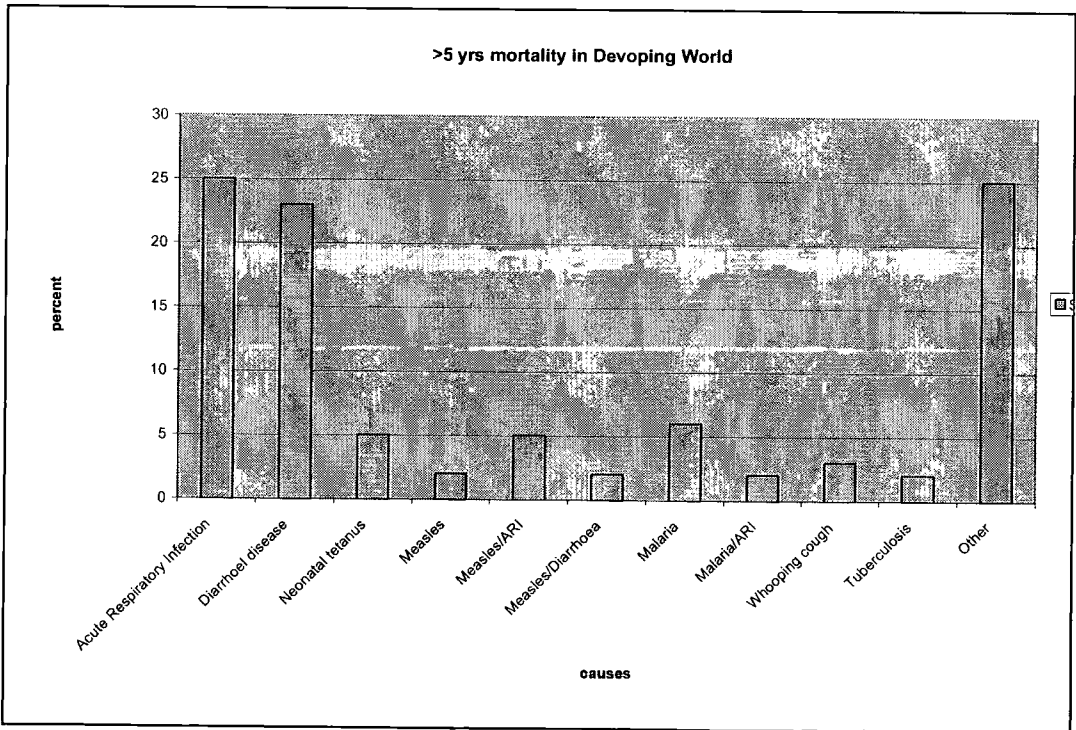 >5 yrs mortality in Devoping World
30
25
20
15
10
5
0
percent
Acute Respiratory Infection
Diarrhoel disease
Neonatal tetanus
Measles
Measles/ARI
Measles/Diarrhoea
Malaria
Malaria/ARI
Whooping cough
Tuberculosis
Other
causes